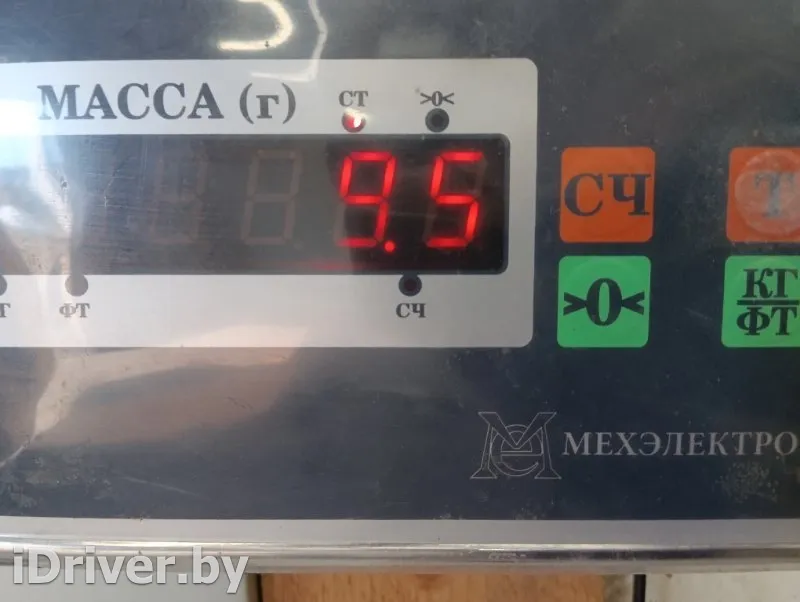 МАССА (г)
СТ
>0<
9.5
СЧ
Т
ФТ
СЧ
>0<
КГ
ФТ
МЕХЭЛЕКТРО
iDriver.by